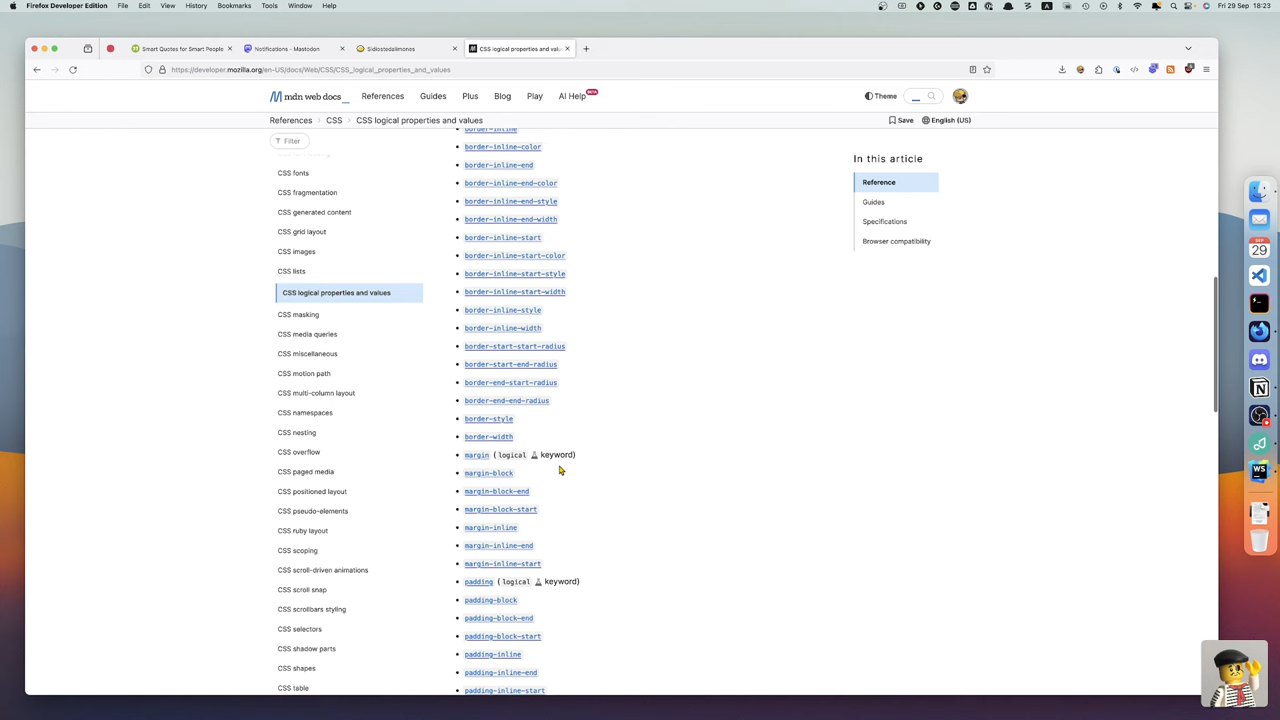 Firefox Developer Edition File Edit View History Bookmarks Tools Window Help
A
Fri 29 Sep 18:23
Smart Quotes for Smart People
Notifications - Mastodon
Sidiostedalimones
CSS logical properties and valu
https://developer.mozilla.org/en-US/docs/Web/CSS/CSS_logical_properties_and_values
mdn web docs_
References Guides Plus Blog Play AI Help BETA
Theme
References
CSS
CSS logical properties and values
Save
English (US)
Filter
CSS fonts
CSS fragmentation
CSS generated content
CSS grid layout
CSS images
CSS lists
CSS logical properties and values
CSS masking
CSS media queries
CSS miscellaneous
CSS motion path
CSS multi-column layout
CSS namespaces
CSS nesting
CSS overflow
CSS paged media
CSS positioned layout
CSS pseudo-elements
CSS ruby layout
CSS scoping
CSS scroll-driven animations
CSS scroll snap
CSS scrollbars styling
CSS selectors
CSS shadow parts
CSS shapes
CSS table
border-inline
border-inline-color
border-inline-end
border-inline-end-color
border-inline-end-style
border-inline-end-width
border-inline-start
border-inline-start-color
border-inline-start-style
border-inline-start-width
border-inline-style
border-inline-width
border-start-start-radius
border-start-end-radius
border-end-start-radius
border-end-end-radius
border-style
border-width
margin (logical keyword)
margin-block
margin-block-end
margin-block-start
margin-inline
margin-inline-end
margin-inline-start
padding (logical keyword)
padding-block
padding-block-end
padding-block-start
padding-inline
padding-inline-end
padding-inline-start
In this article
Reference
Guides
Specifications
Browser compatibility
SEP
29
WS